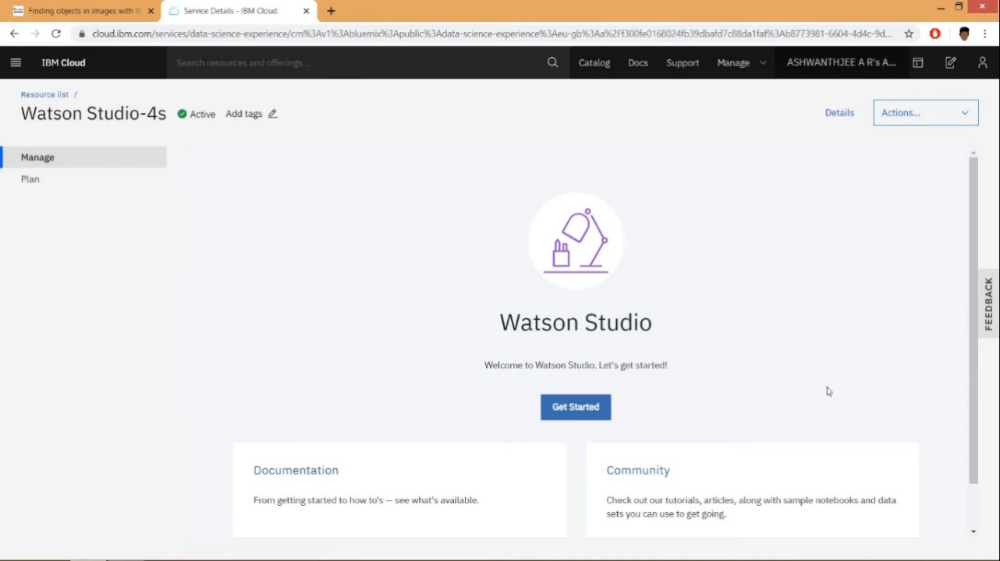 Finding objects in images with IE
Service Details - IBM Cloud
cloud.ibm.com/services/data-science-experience/crn%3Av1%3Abluemix%3Apublic%3Adata-science-experience%3Aeu-gb%3Aa%2Ff300fe0168024fb39dbafd7c88da1faf%3Ab8773981-6604-4d4c-9d...
IBM Cloud
Search resources and offerings...
Catalog
Docs
Support
Manage
ASHWANTHJEE A R's A...
Resource list /
Watson Studio-4s
Active
Add tags
Details
Actions...
Manage
Plan
Watson Studio
Welcome to Watson Studio. Let's get started!
Get Started
FEEDBACK
Documentation
From getting started to how to's — see what's available.
Community
Check out our tutorials, articles, along with sample notebooks and data
sets you can use to get going.